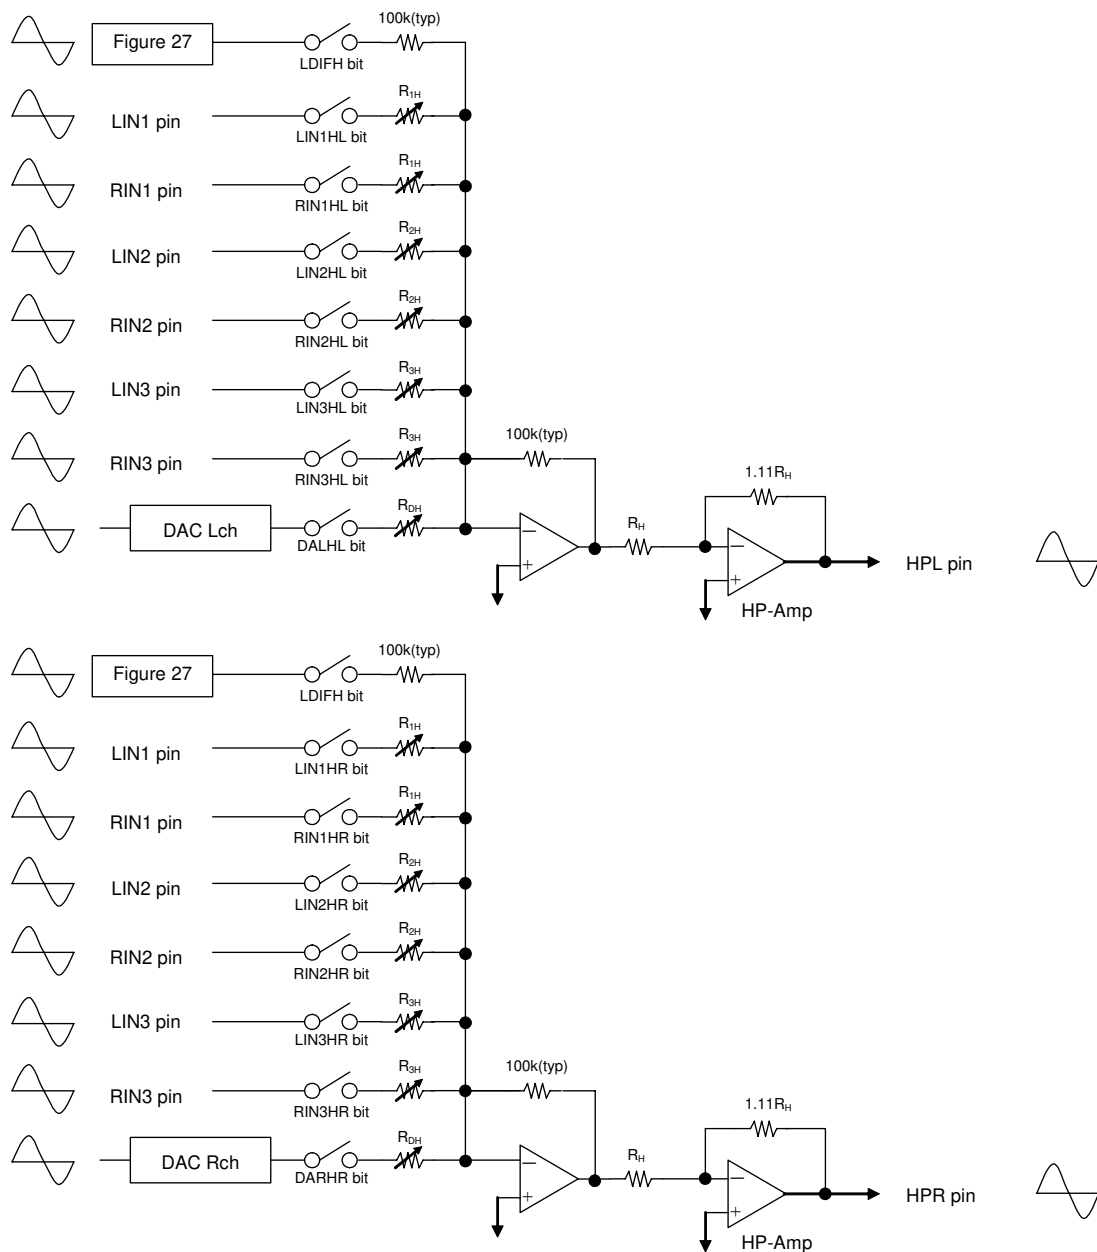 100k(typ)
Figure 27
LDIFH bit
R1H
LIN1 pin
LIN1HL bit
R1H
RIN1 pin
RIN1HL bit
R2H
LIN2 pin
LIN2HL bit
R2H
RIN2 pin
RIN2HL bit
R3H
LIN3 pin
LIN3HL bit
R3H
100k(typ)
RIN3 pin
RIN3HL bit
1.11RH
RDH
DAC Lch
DALHL bit
RH
−
+
−
+
HPL pin
HP-Amp
100k(typ)
Figure 27
LDIFH bit
R1H
LIN1 pin
LIN1HR bit
R1H
RIN1 pin
RIN1HR bit
R2H
LIN2 pin
LIN2HR bit
R2H
RIN2 pin
RIN2HR bit
R3H
LIN3 pin
LIN3HR bit
R3H
100k(typ)
RIN3 pin
RIN3HR bit
1.11RH
RDH
DAC Rch
DARHR bit
RH
−
+
−
+
HPR pin
HP-Amp